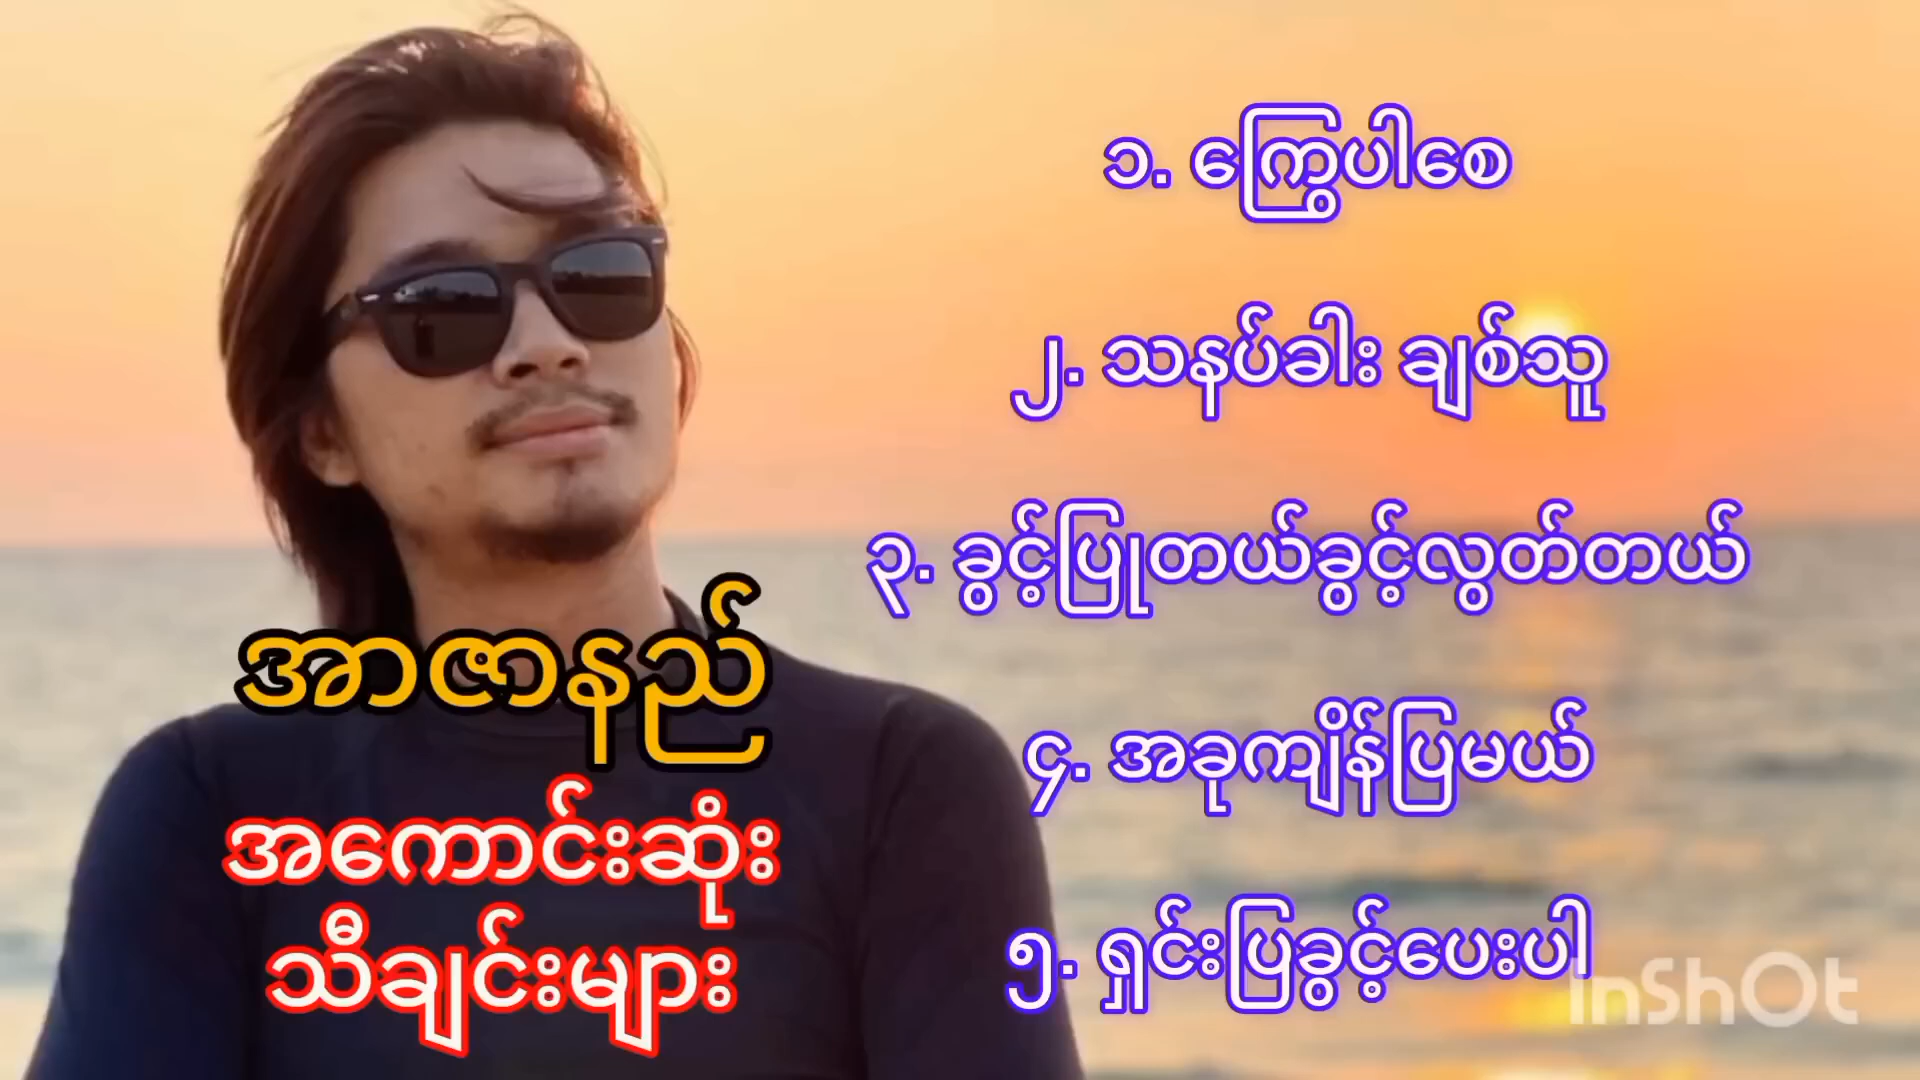 အာဇာနည်
အကောင်းဆုံး
သီချင်းများ
၁. ကြွေပါစေ
၂. သနပ်ခါး ချစ်သူ
၃. ခွင့်ပြုတယ်ခွင့်လွတ်တယ်
၄. အခုကျိန်ပြမယ်
၅. ရှင်းပြခွင့်ပေးပါ
InShOt